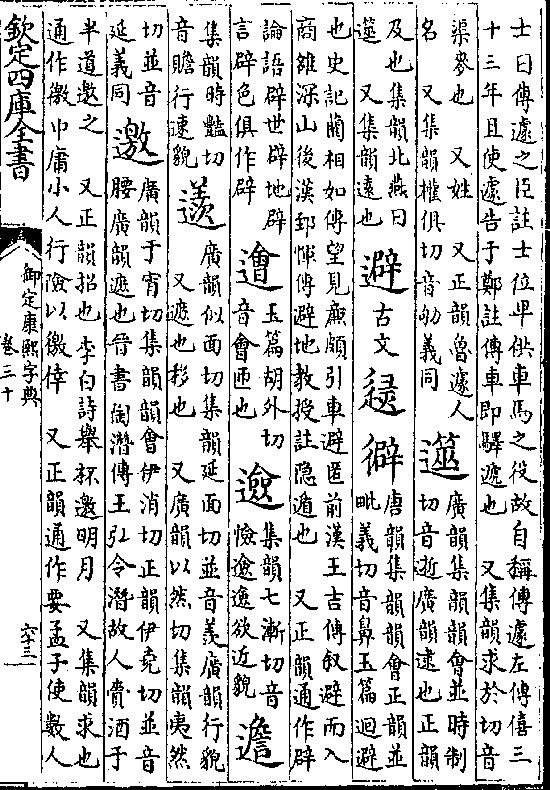 士曰傳遽之臣註士位卑供車馬之役故自稱傳遽左傳僖三
十三年且使遽告于鄭註傳車即驛遞也 又集韻求於切音
渠麥也 又姓 又正韻魯遽人
名 又集韻權俱切音劬義同
遾
廣韻集韻韻會並時制
切音逝廣韻逮也正韻
及也集韻北燕曰
遾 又集韻遠也
避 古文 僻
唐韻集韻韻會正韻並
毗義切音鼻玉篇迴避
也史記藺相如傳望見廉頗引車避匿前漢王吉傳叙避而入
商雒深山後漢郅惲傳避地教授註隐遁也 又正韻通作辟
論語辟世辟地辟
言辟色俱作辟
玉篇胡外切
音會匝也
集韻七漸切音
憸逸欲近貌
集韻時豔切
音贍行速貌
廣韻似面切集韻延面切並音羨廣韻行貌
又遮也移也 又廣韻以然切集韻夷然
切並音
延義同
邀
廣韻于宵切集韻韻會伊消切正韻伊堯切並音
腰廣韻遮也晉書陶潛傳王弘令潛故人賫酒于
半道邀之 又正韻招也李白詩舉杯邀明月 又集韻求也
通作徼中庸小人行險以徼倖 又正韻通作要孟子使數人
欽定四庫全書
御定康熙字典
卷三十
六十三